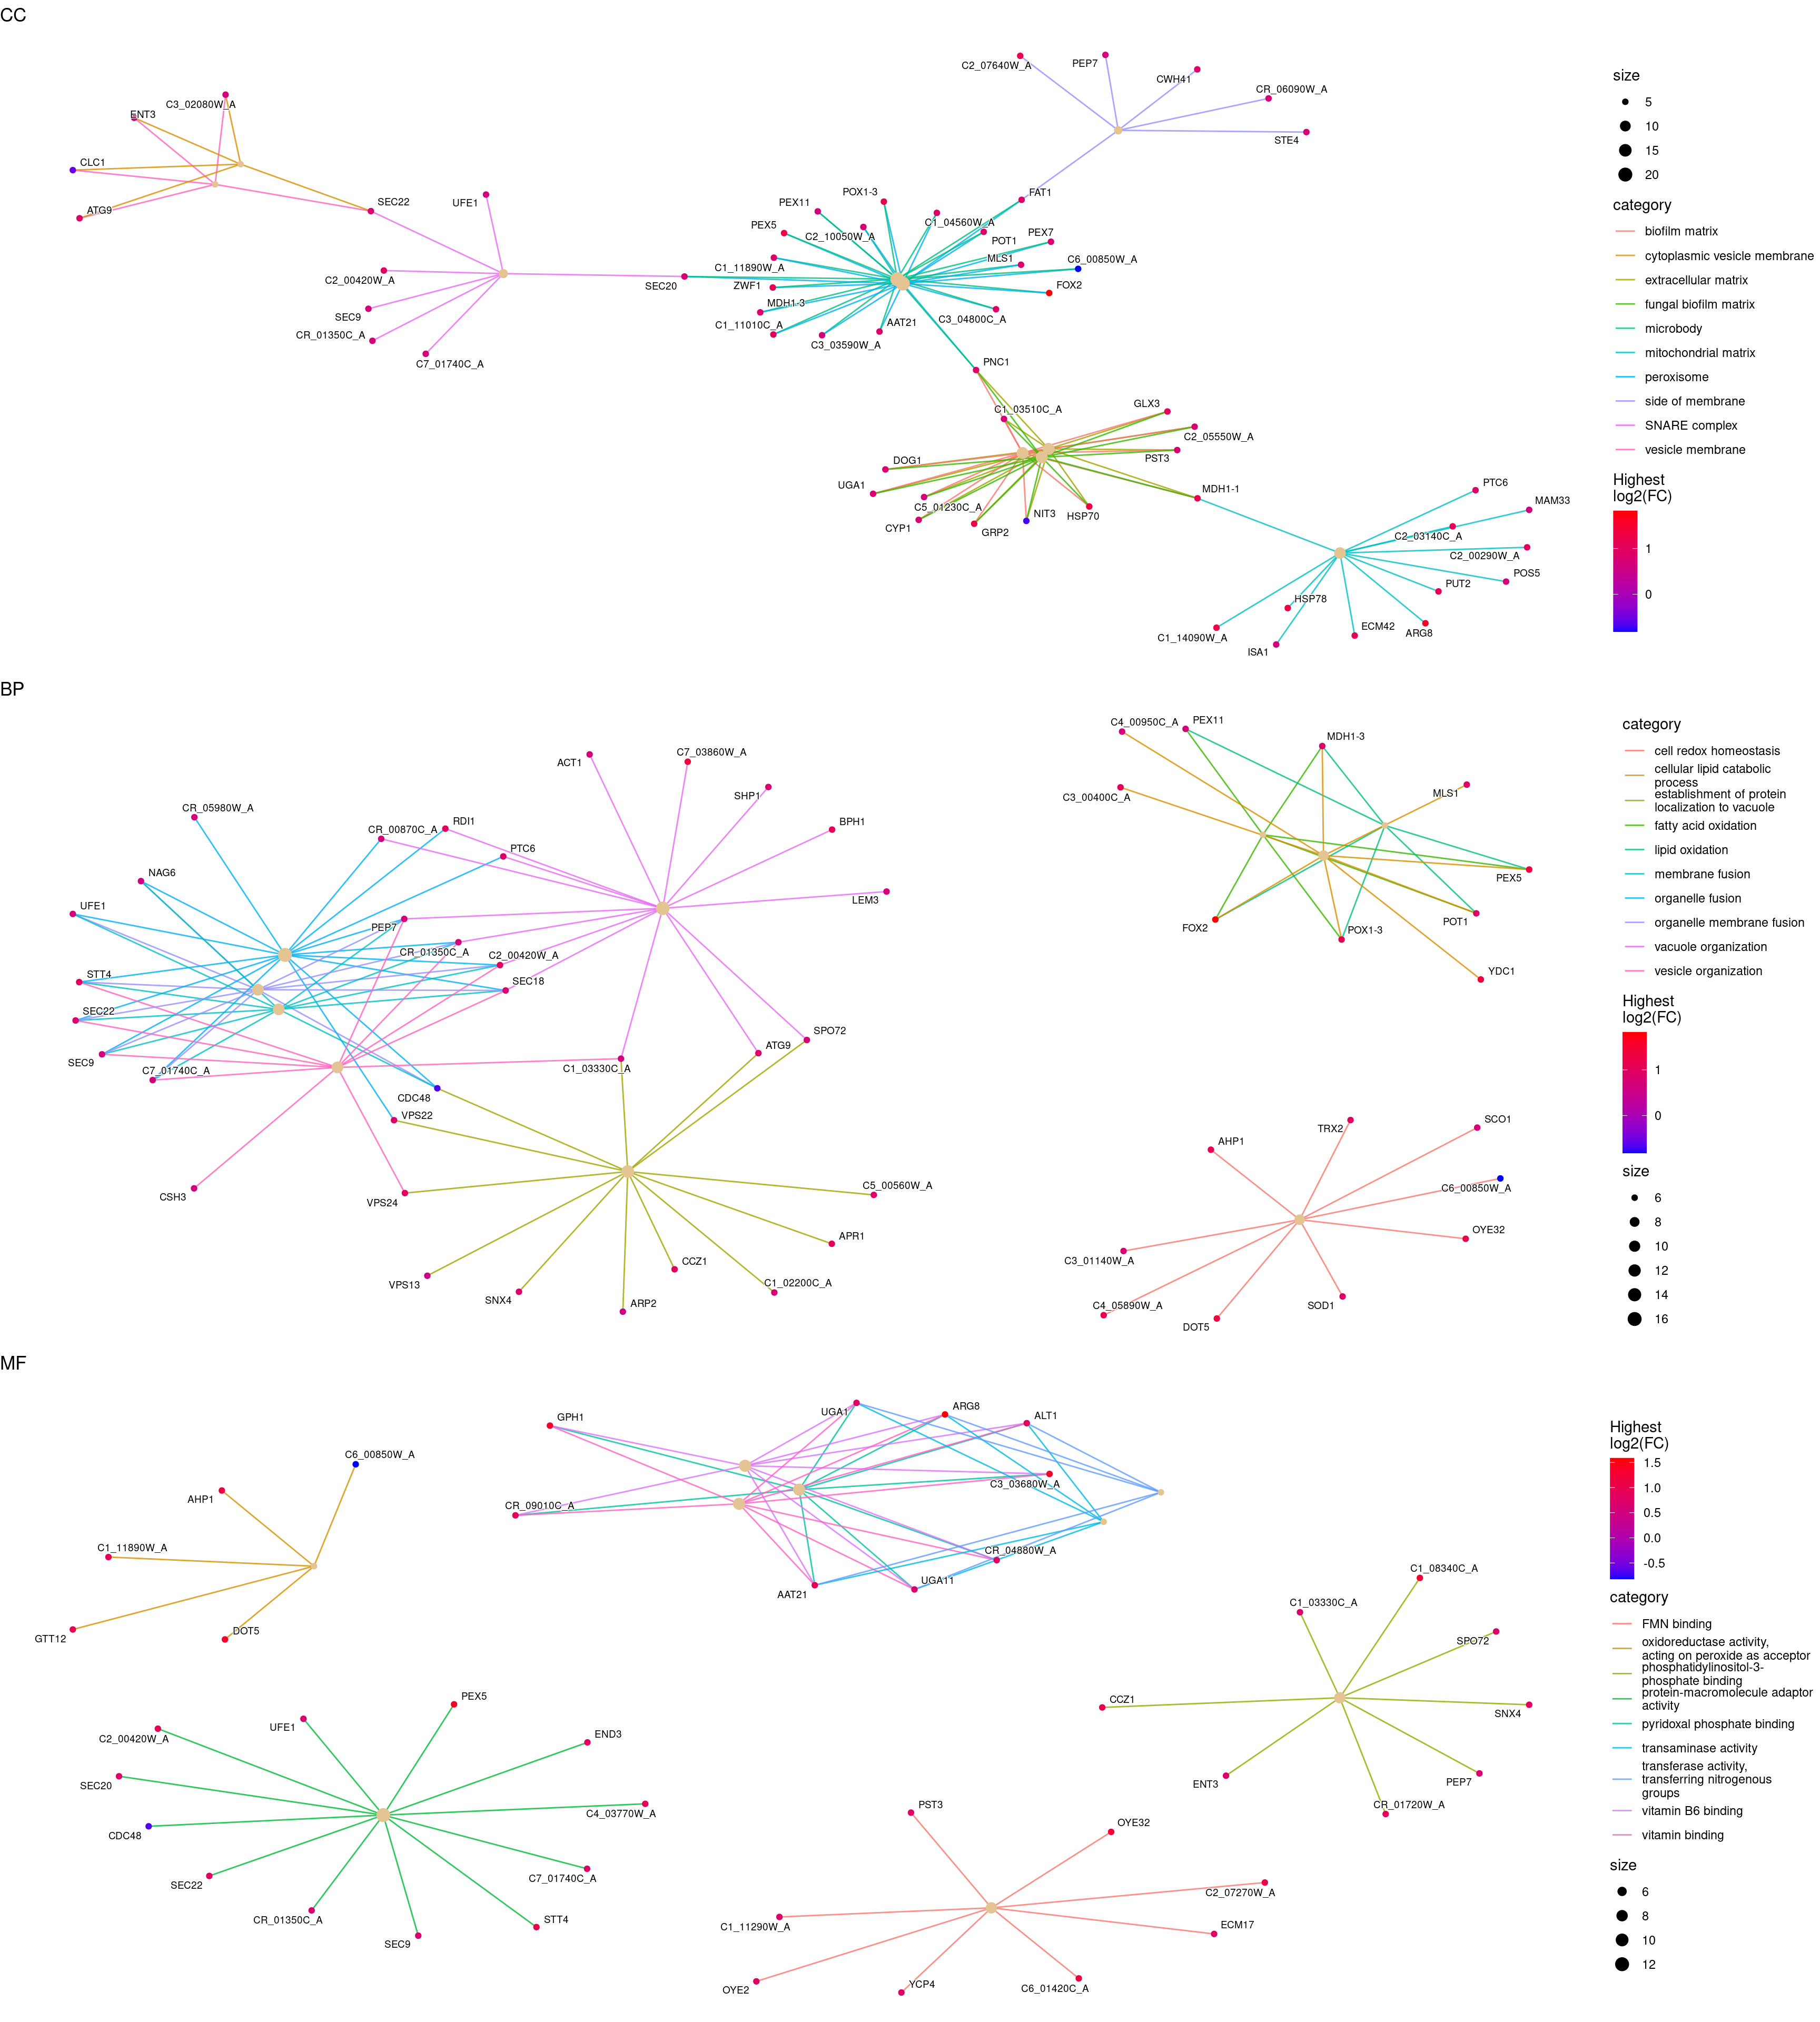 CC
C2_07640W_A
PEP7
CWH41
CR_06090W_A
STE4
C3_02080W_A
ENT3
CLC1
ATG9
SEC22
UFE1
C2_00420W_A
SEC9
CR_01350C_A
C7_01740C_A
SEC20
POX1-3
PEX11
PEX5
C2_10050W_A
C1_04560W_A
FAT1
POT1
PEX7
MLS1
C6_00850W_A
C1_11890W_A
ZWF1
FOX2
MDH1-3
C1_11010C_A
AAT21
C3_04800C_A
C3_03590W_A
PNC1
C1_03510C_A
GLX3
C2_05550W_A
DOG1
PST3
UGA1
C5_01230C_A
CYP1
GRP2
NIT3
HSP70
MDH1-1
PTC6
MAM33
C2_03140C_A
C2_00290W_A
POS5
PUT2
HSP78
C1_14090W_A
ISA1
ECM42
ARG8
size
5
10
15
20
category
biofilm matrix
cytoplasmic vesicle membrane
extracellular matrix
fungal biofilm matrix
microbody
mitochondrial matrix
peroxisome
side of membrane
SNARE complex
vesicle membrane
Highest
log2(FC)
1
0
BP
ACT1
C7_03860W_A
SHP1
BPH1
LEM3
CR_05980W_A
CR_00870C_A
RDI1
PTC6
NAG6
UFE1
PEP7
CR_01350C_A
C2_00420W_A
SEC18
STT4
SEC22
SEC9
C7_01740C_A
CDC48
VPS22
C1_03330C_A
ATG9
SPO72
CSH3
VPS24
C5_00560W_A
APR1
VPS13
SNX4
ARP2
CCZ1
C1_02200C_A
C4_00950C_A
PEX11
MDH1-3
C3_00400C_A
MLS1
PEX5
FOX2
POX1-3
POT1
YDC1
AHP1
TRX2
SCO1
C6_00850W_A
OYE32
C3_01140W_A
C4_05890W_A
DOT5
SOD1
category
cell redox homeostasis
cellular lipid catabolic
process
establishment of protein
localization to vacuole
fatty acid oxidation
lipid oxidation
membrane fusion
organelle fusion
organelle membrane fusion
vacuole organization
vesicle organization
Highest
log2(FC)
1
0
size
6
8
10
12
14
16
MF
C6_00850W_A
AHP1
C1_11890W_A
GTT12
DOT5
GPH1
UGA1
ARG8
ALT1
C3_03680W_A
CR_09010C_A
CR_04880W_A
AAT21
UGA11
C1_08340C_A
C1_03330C_A
SPO72
CCZ1
SNX4
ENT3
PEP7
CR_01720W_A
PEX5
UFE1
END3
C2_00420W_A
SEC20
C4_03770W_A
CDC48
SEC22
C7_01740C_A
CR_01350C_A
SEC9
STT4
PST3
OYE32
C2_07270W_A
C1_11290W_A
ECM17
OYE2
YCP4
C6_01420C_A
Highest
log2(FC)
1.5
1.0
0.5
0.0
-0.5
category
FMN binding
oxidoreductase activity,
acting on peroxide as acceptor
phosphatidylinositol-3-
phosphate binding
protein-macromolecule adaptor
activity
pyridoxal phosphate binding
transaminase activity
transferase activity,
transferring nitrogenous
groups
vitamin B6 binding
vitamin binding
size
6
8
10
12